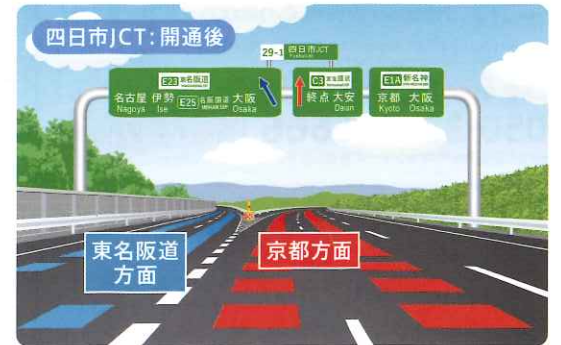 四日市JCT:開通後
29-1 四日市JCT
E23 東名阪道
名古屋 伊勢 E25 名阪国道 大阪
Nagoya Ise Osaka
C3 東海環状
終点 大安
Daian
E1A 新名神
京都 大阪
Kyoto Osaka
東名阪道
方面
京都方面